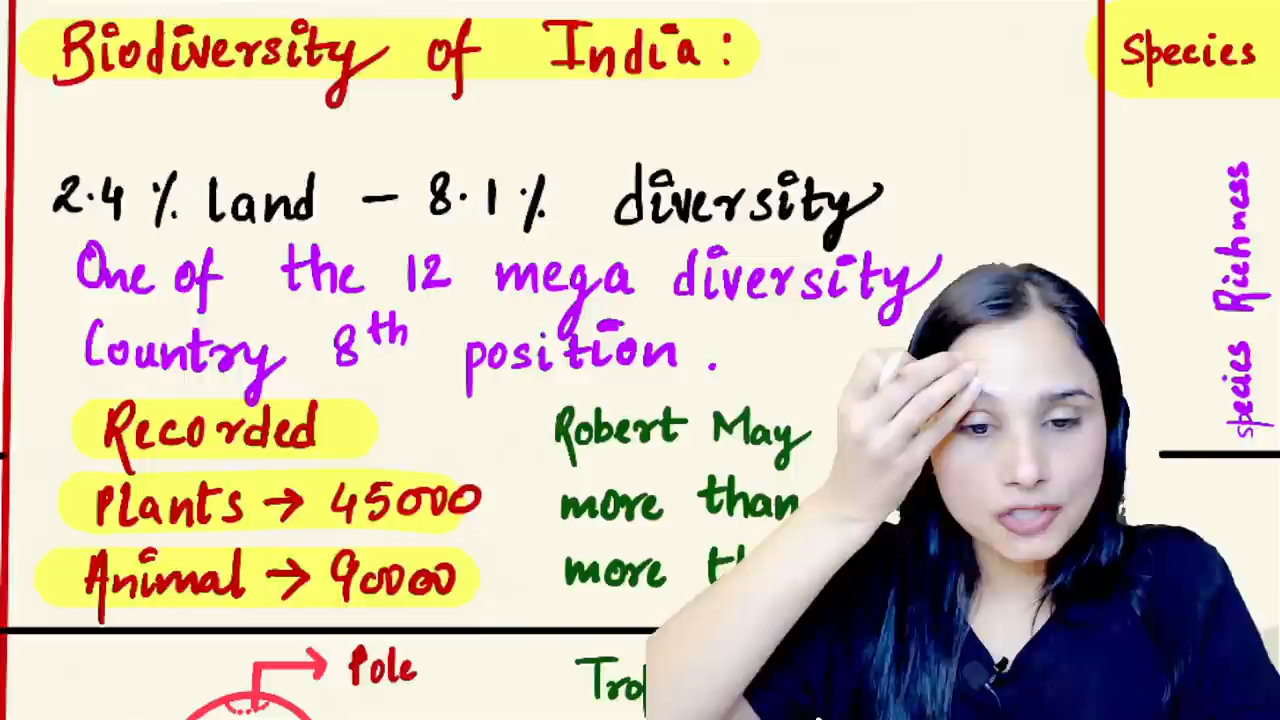 Biodiversity of India :
2.4 % land - 8.1 % diversity
One of the 12 mega diversity
Country 8th position .
Recorded
Plants → 45000
Animal → 90000
Robert May
more than
more
Pole
Species
species Richness